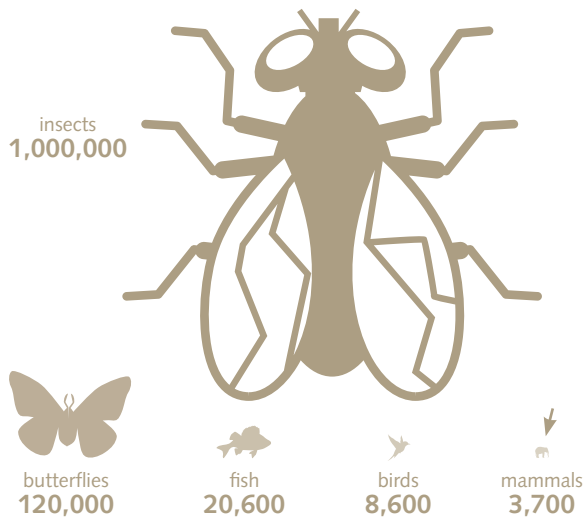 insects
1,000,000
butterflies
120,000
fish
20,600
birds
8,600
mammals
3,700